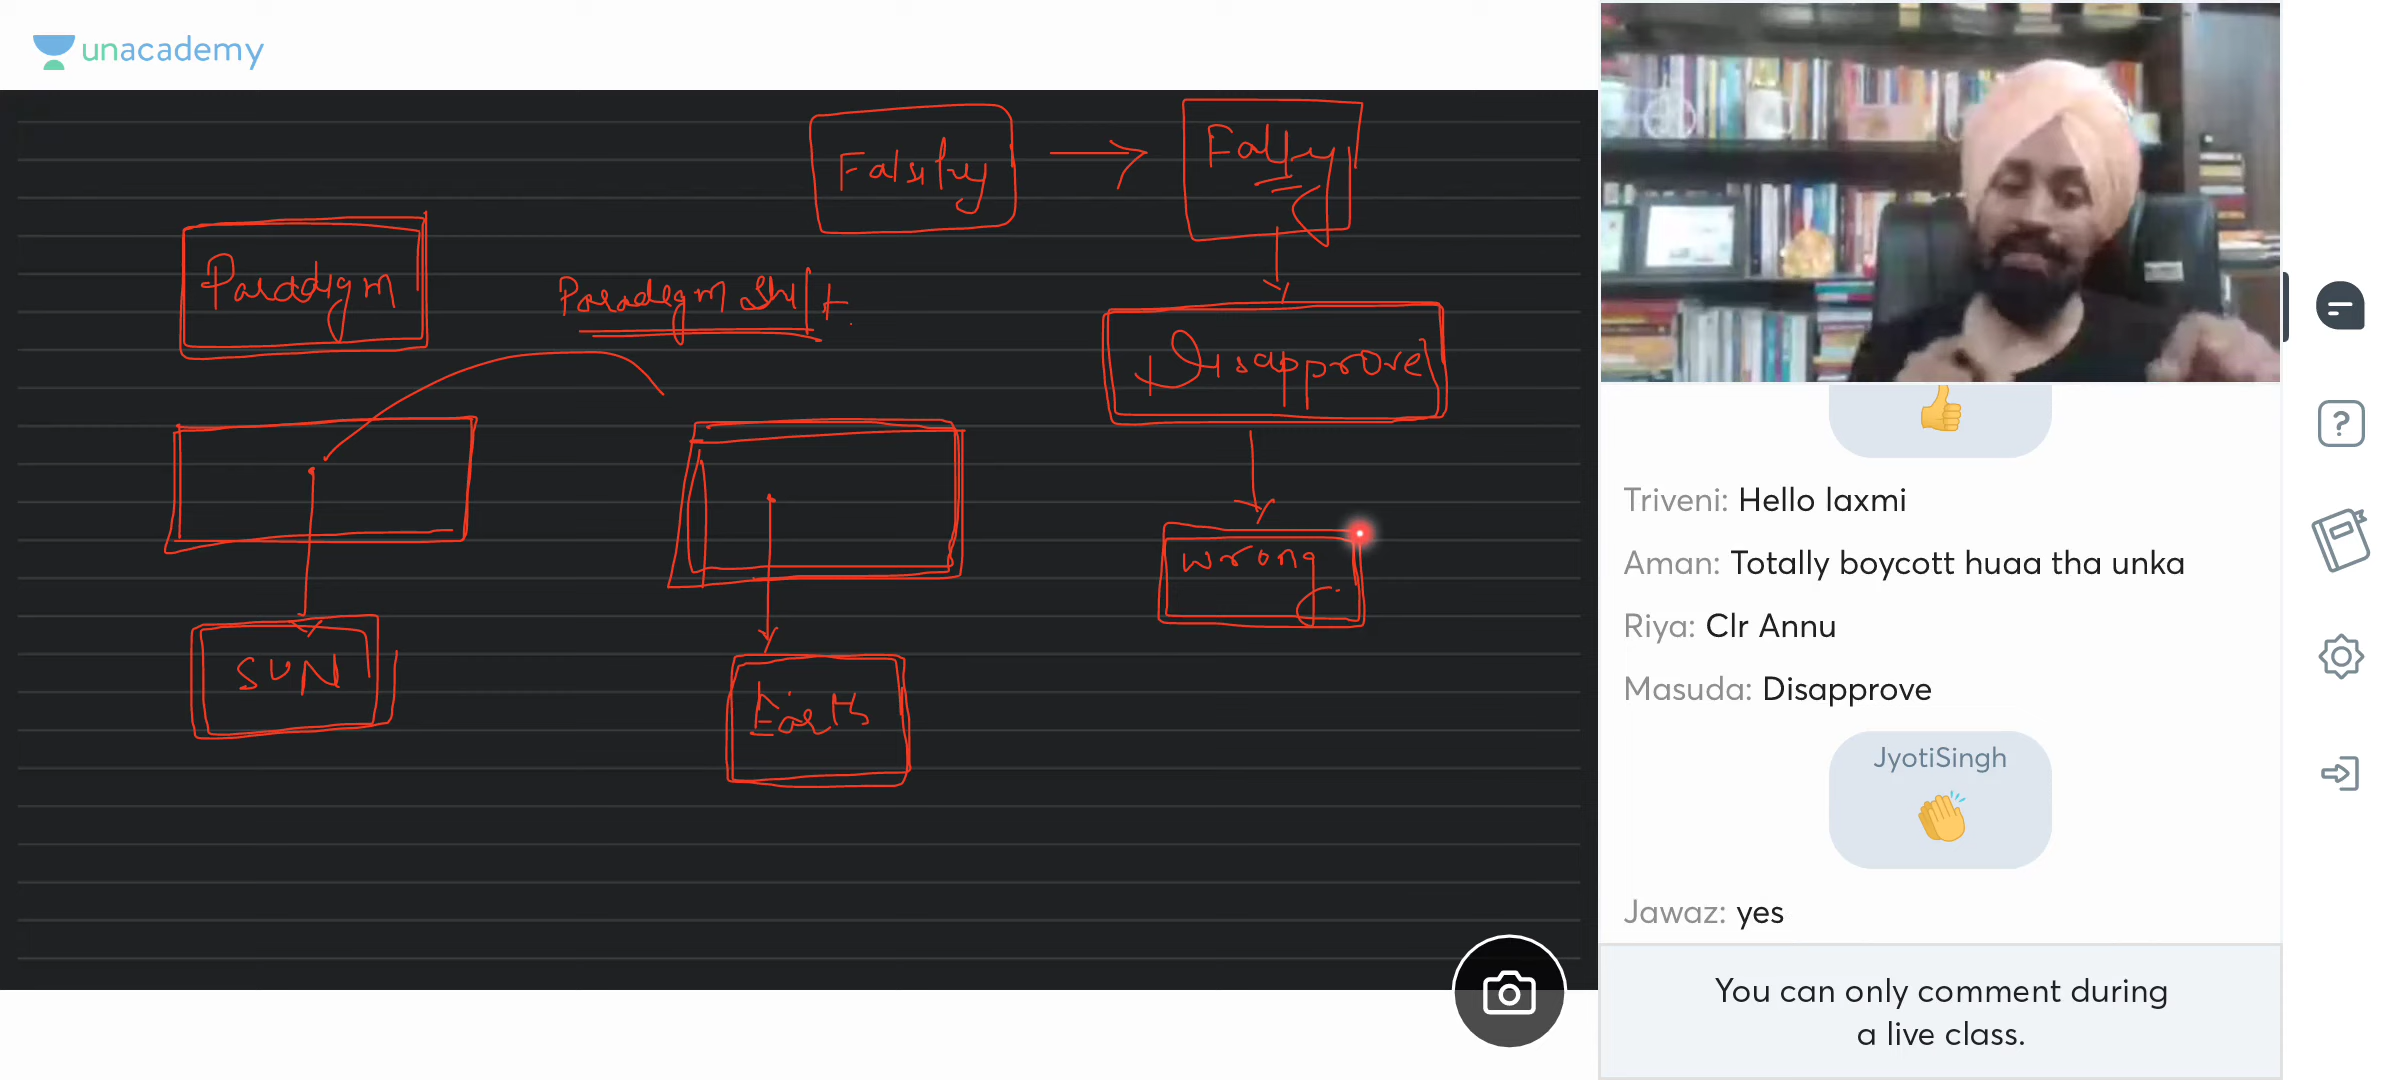 unacademy
Falsify
Falfy
Paradigm
Paradigm Shift
Disapprove
Wrong
SUN
Earth
Triveni: Hello laxmi
Aman: Totally boycott huaa tha unka
Riya: Clr Annu
Masuda: Disapprove
JyotiSingh
Jawaz: yes
You can only comment during
a live class.